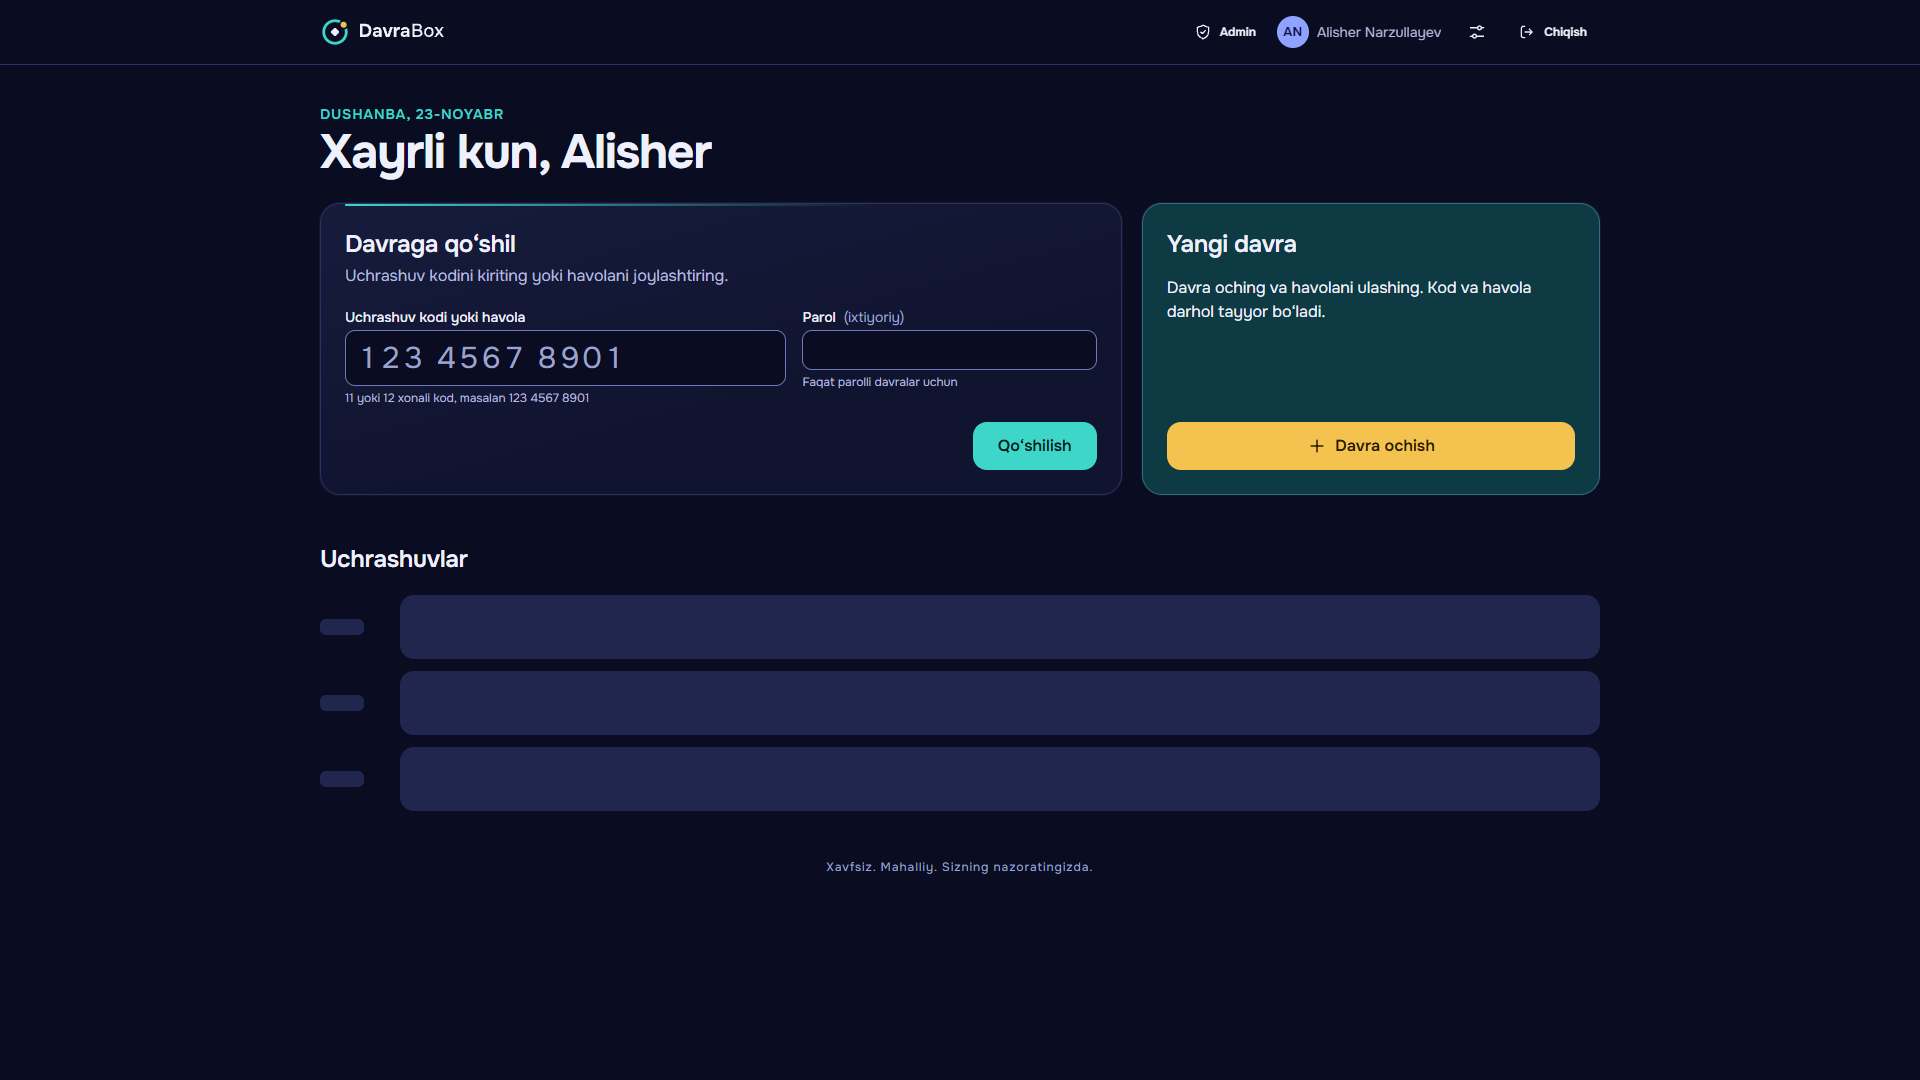 DavraBox
Admin
AN
Alisher Narzullayev
Chiqish
DUSHANBA, 23-NOYABR
Xayrli kun, Alisher
Davraga qo‘shil
Uchrashuv kodini kiriting yoki havolani joylashtiring.
Uchrashuv kodi yoki havola
123 4567 8901
11 yoki 12 xonali kod, masalan 123 4567 8901
Parol (ixtiyoriy)
Faqat parolli davralar uchun
Qo‘shilish
Yangi davra
Davra oching va havolani ulashing. Kod va havola
darhol tayyor bo‘ladi.
Davra ochish
Uchrashuvlar
Xavfsiz. Mahalliy. Sizning nazoratingizda.